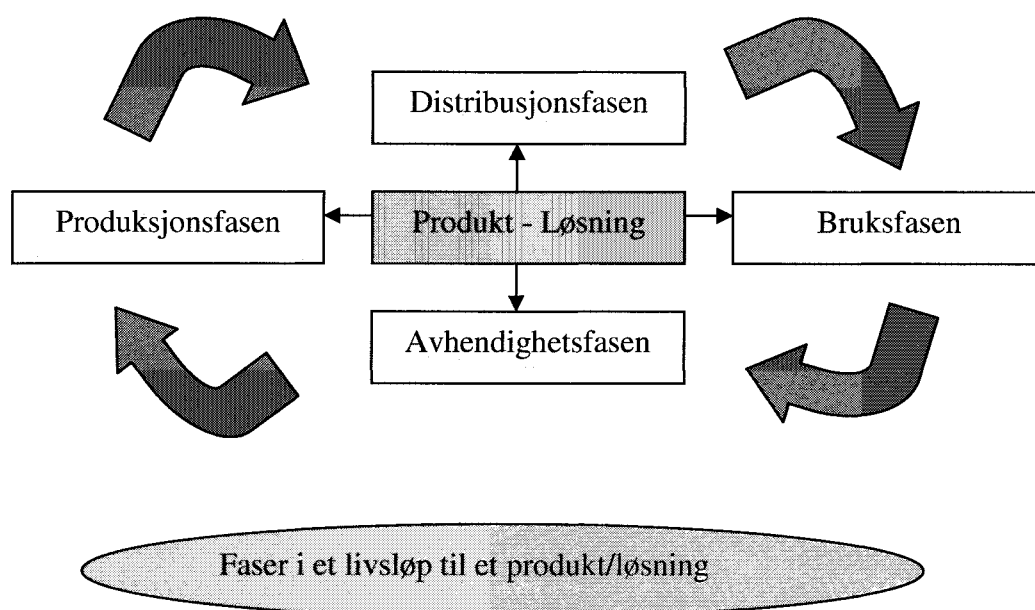 Distribusjonsfasen
Produksjonsfasen
Produkt - Løsning
Bruksfasen
Avhendighetsfasen
Faser i et livsløp til et produkt/løsning